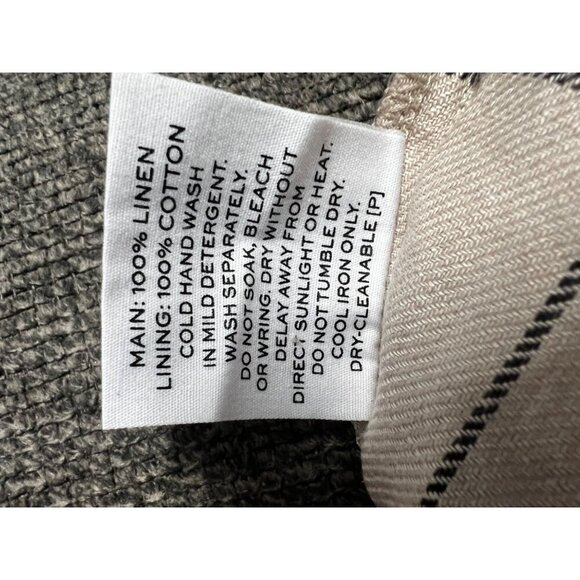 MAIN: 100% LINEN
LINING: 100% COTTON
COLD HAND WASH
IN MILD DETERGENT.
WASH SEPARATELY.
DO NOT SOAK, BLEACH
OR WRING. DRY WITHOUT
DELAY AWAY FROM
DIRECT SUNLIGHT OR HEAT.
DO NOT TUMBLE DRY.
COOL IRON ONLY.
DRY-CLEANABLE [P]